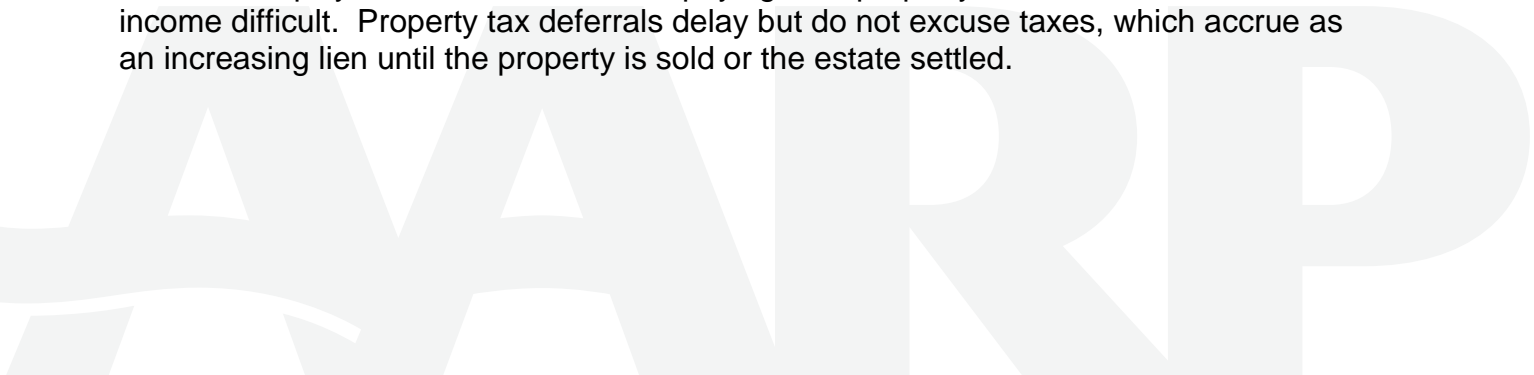 income difficult.  Property tax deferrals delay but do not excuse taxes, which accrue as
an increasing lien until the property is sold or the estate settled.
AARP